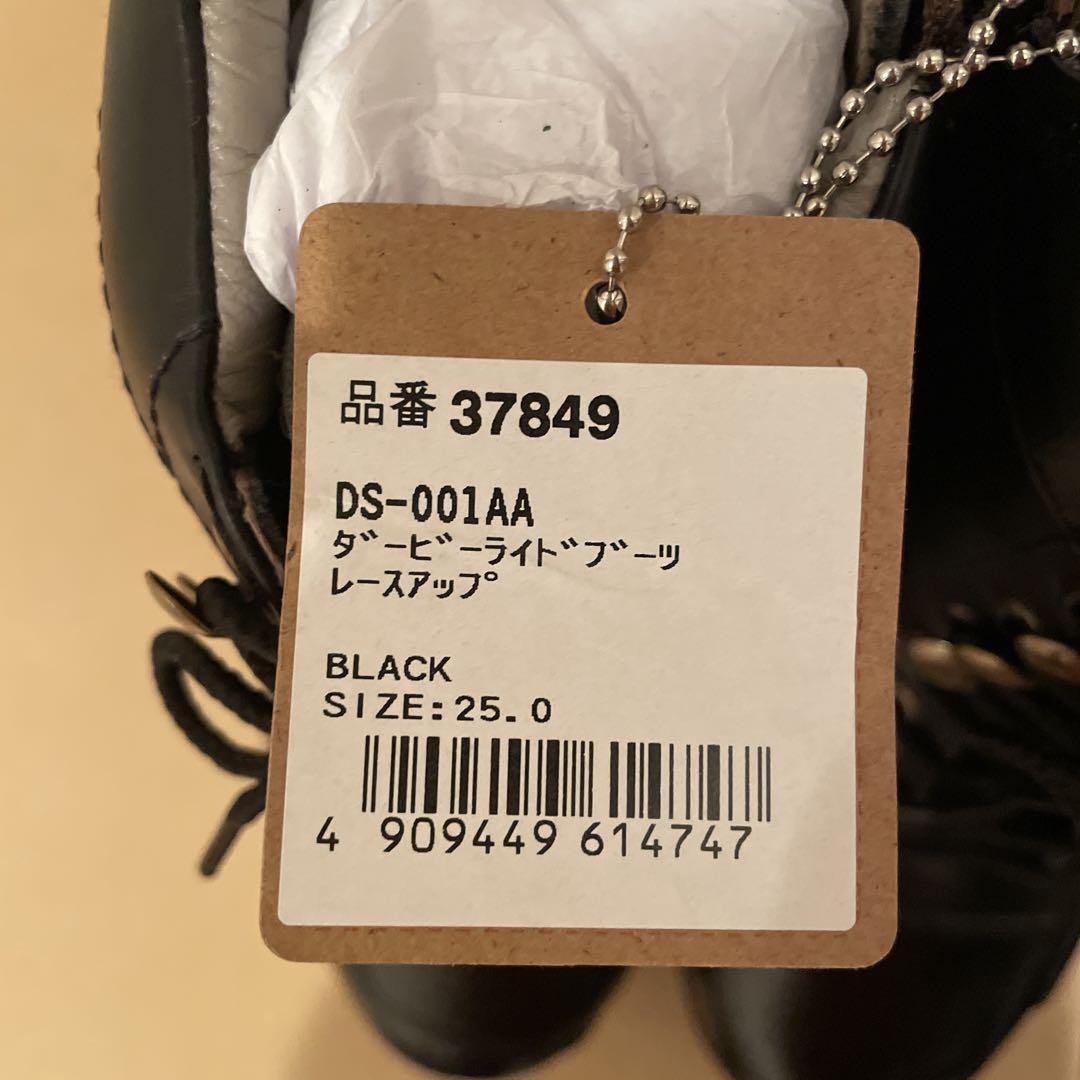 品番 37849
DS-001AA
ﾀﾞｰﾋﾞｰﾗｲﾄﾞﾌﾞｰﾂ
ﾚｰｽｱｯﾌﾟ
BLACK
SIZE:25.0
4 909449 614747